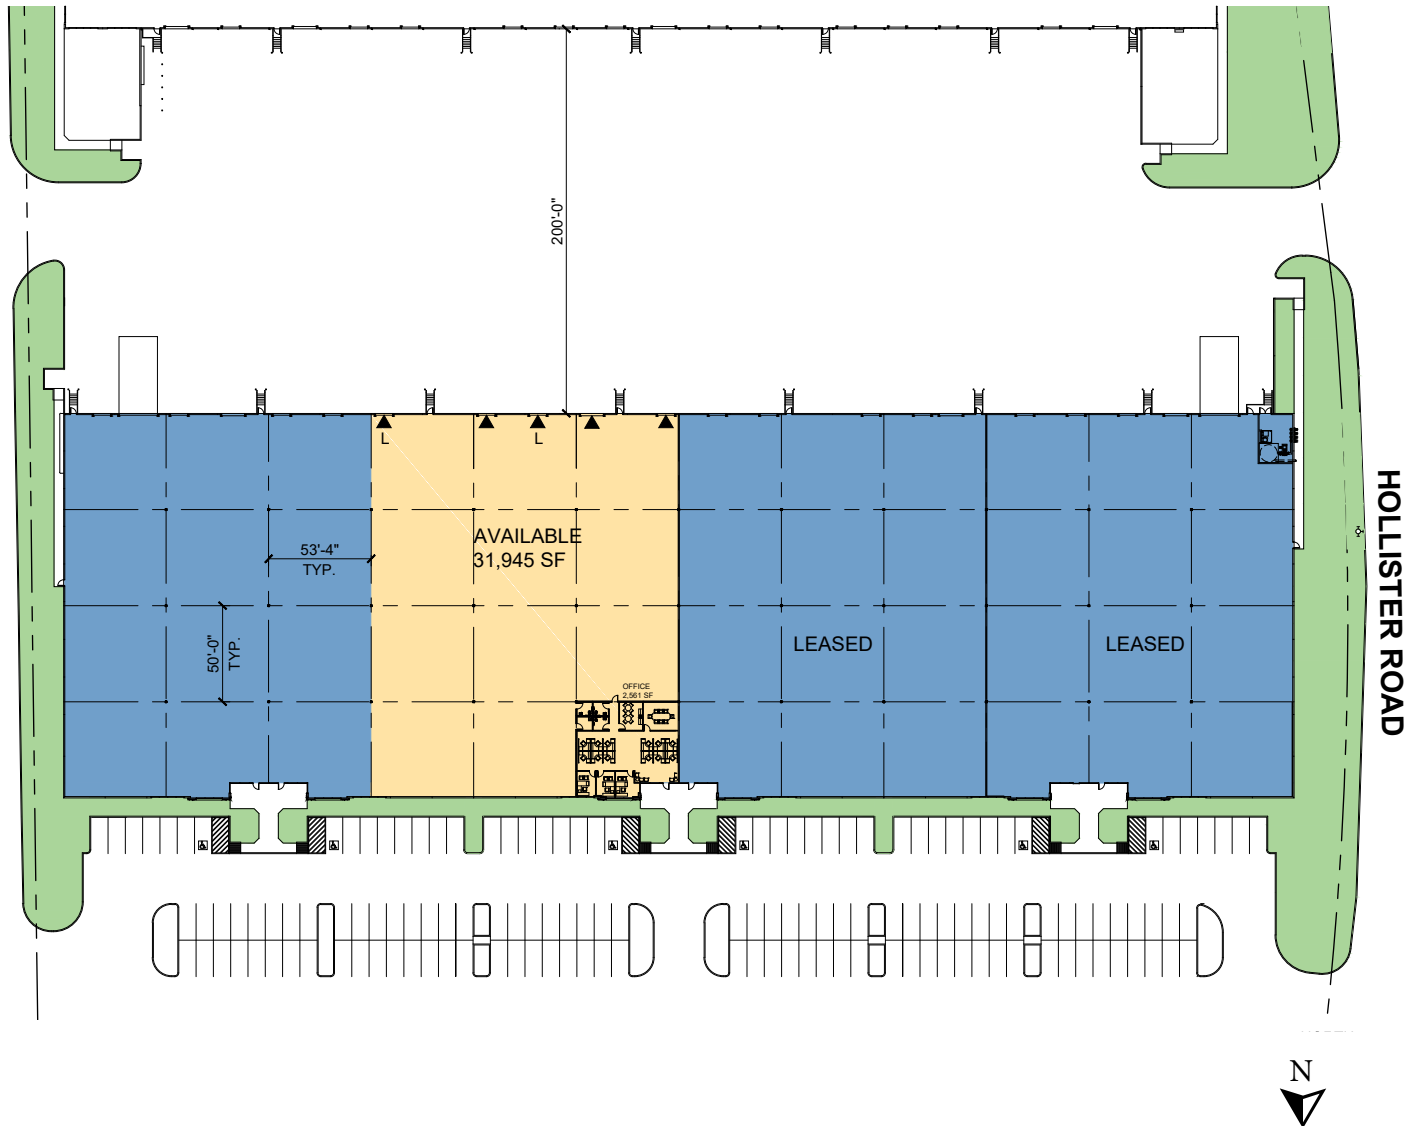 200'-0"
L
L
AVAILABLE
31,945 SF
53'-4"
TYP.
50'-0"
TYP.
LEASED
LEASED
OFFICE
2,561 SF
HOLLISTER ROAD
N